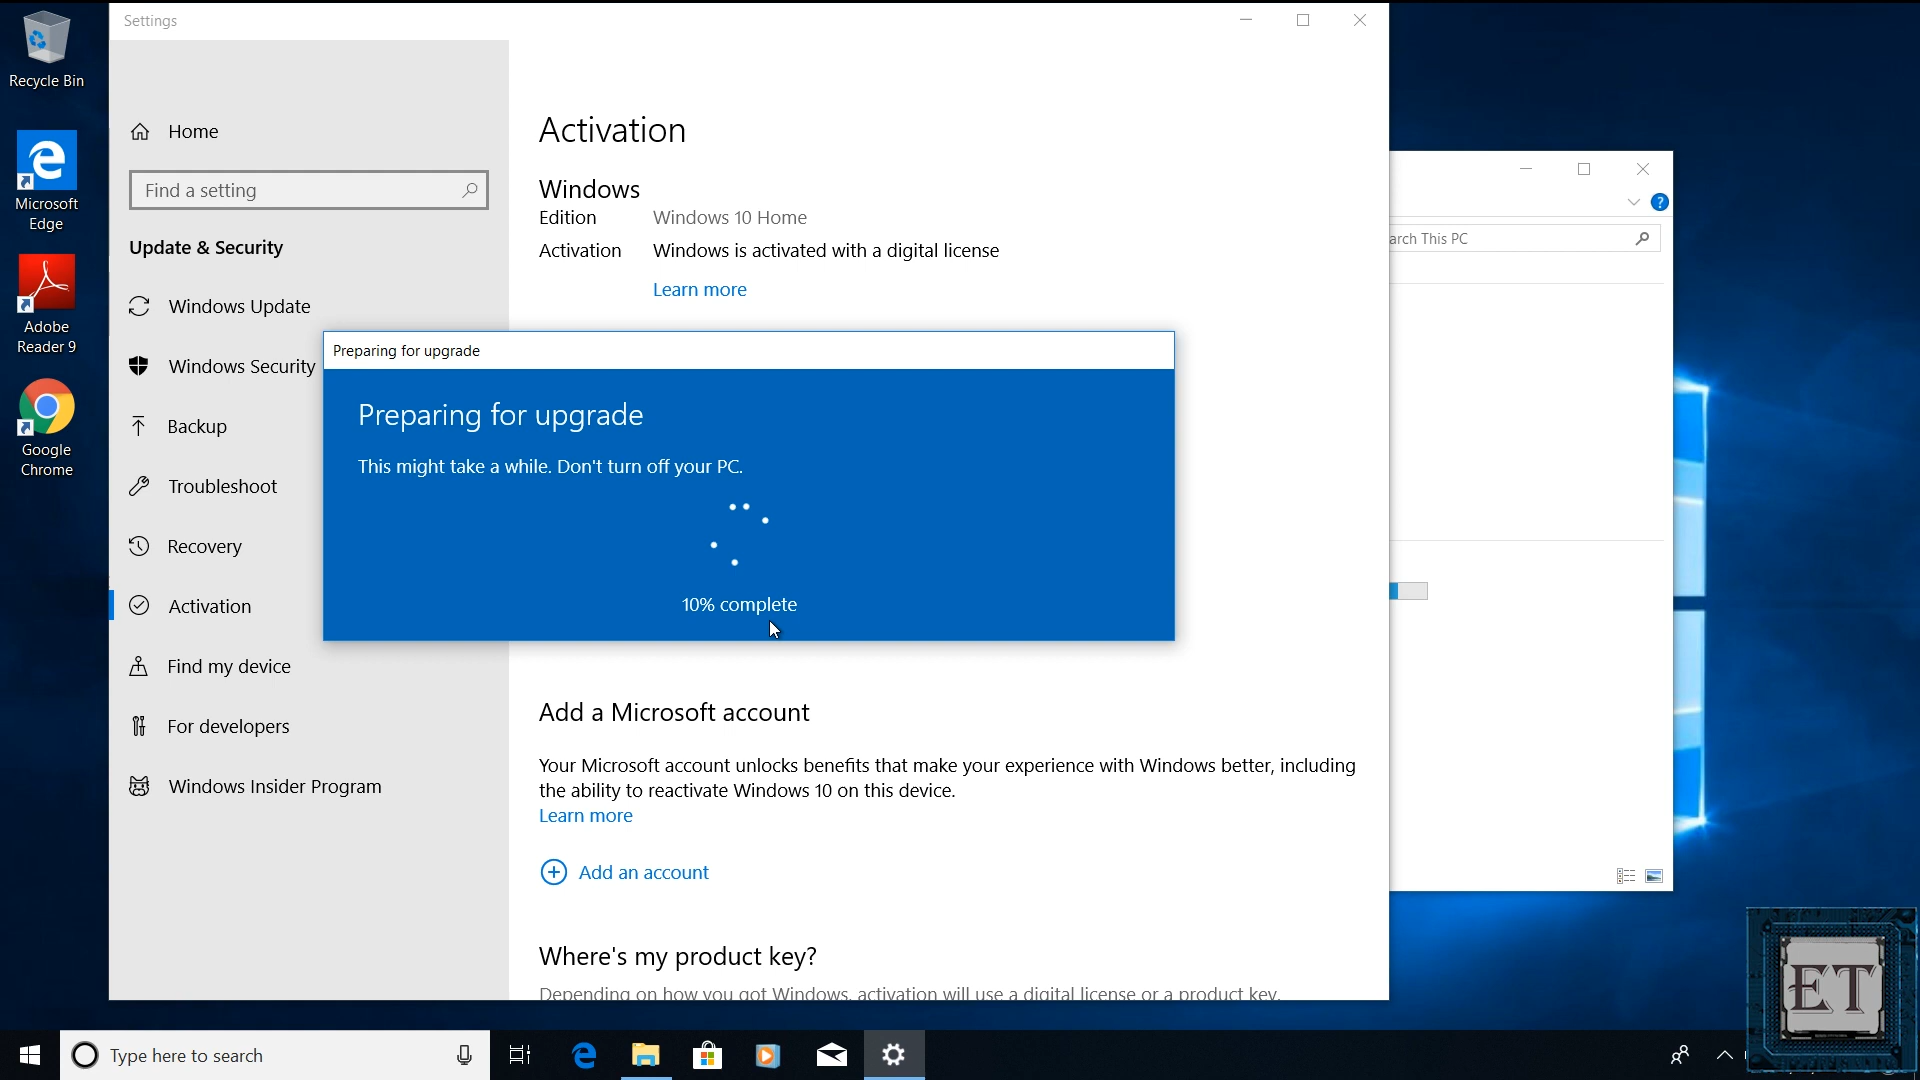 Settings
Recycle Bin
Microsoft
Edge
Adobe
Reader 9
Google
Chrome
Home
Find a setting
Update & Security
Windows Update
Windows Security
Backup
Troubleshoot
Recovery
Activation
Find my device
For developers
Windows Insider Program
Activation
Windows
Edition Windows 10 Home
Activation Windows is activated with a digital license
Learn more
Preparing for upgrade
Preparing for upgrade
This might take a while. Don't turn off your PC.
10% complete
Add a Microsoft account
Your Microsoft account unlocks benefits that make your experience with Windows better, including
the ability to reactivate Windows 10 on this device.
Learn more
Add an account
Where's my product key?
Depending on how you got Windows, activation will use a digital license or a product key.
?
arch This PC
Type here to search
ET